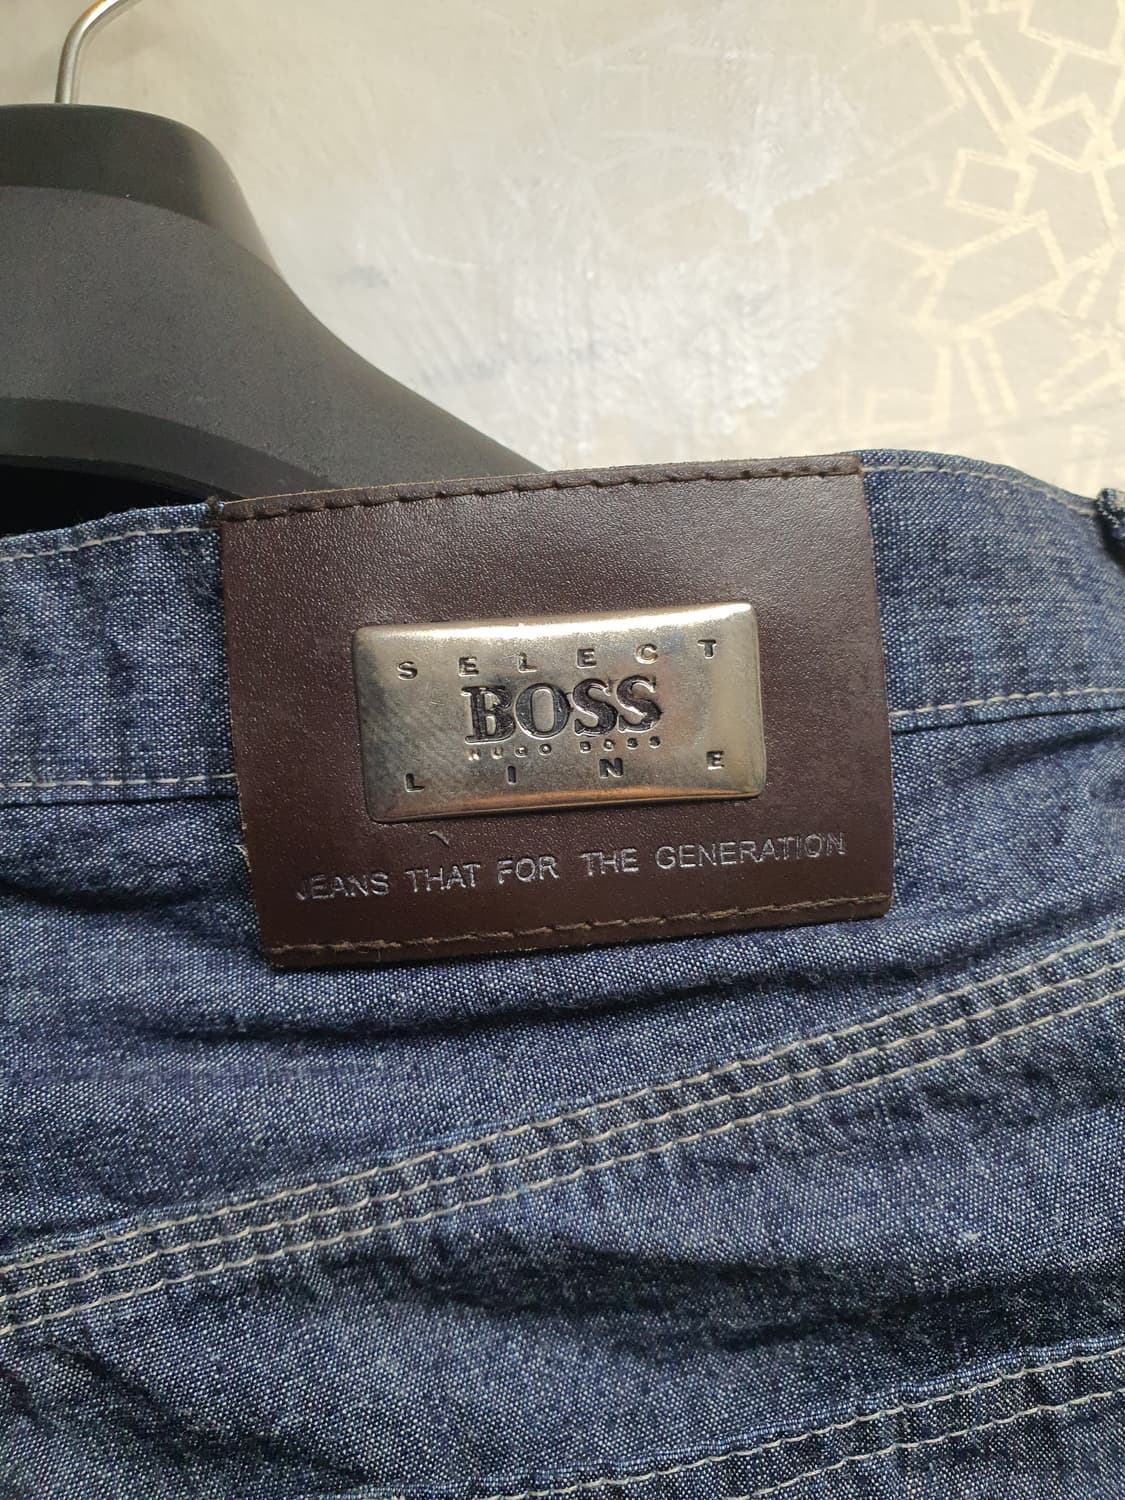 SELECT
BOSS
HUGO BOSS
LINE
JEANS THAT FOR THE GENERATION